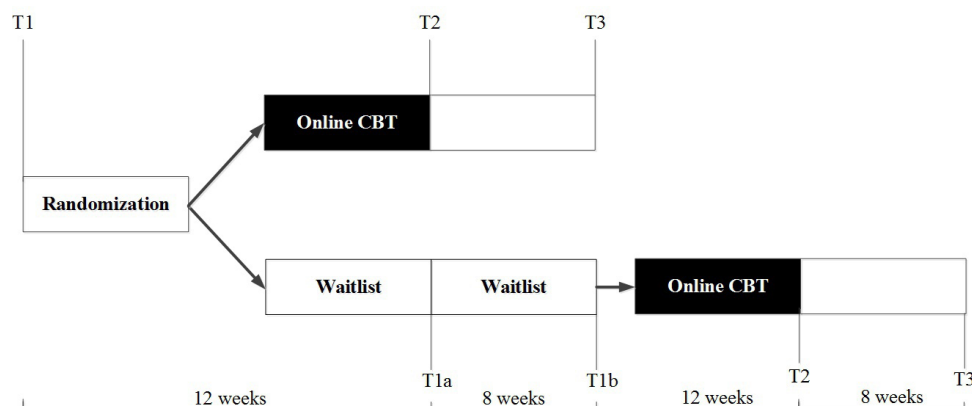 T1
T2
T3
Online CBT
Randomization
Waitlist
Waitlist
Online CBT
T1a
T1b
T2
T3
12 weeks
8 weeks
12 weeks
8 weeks